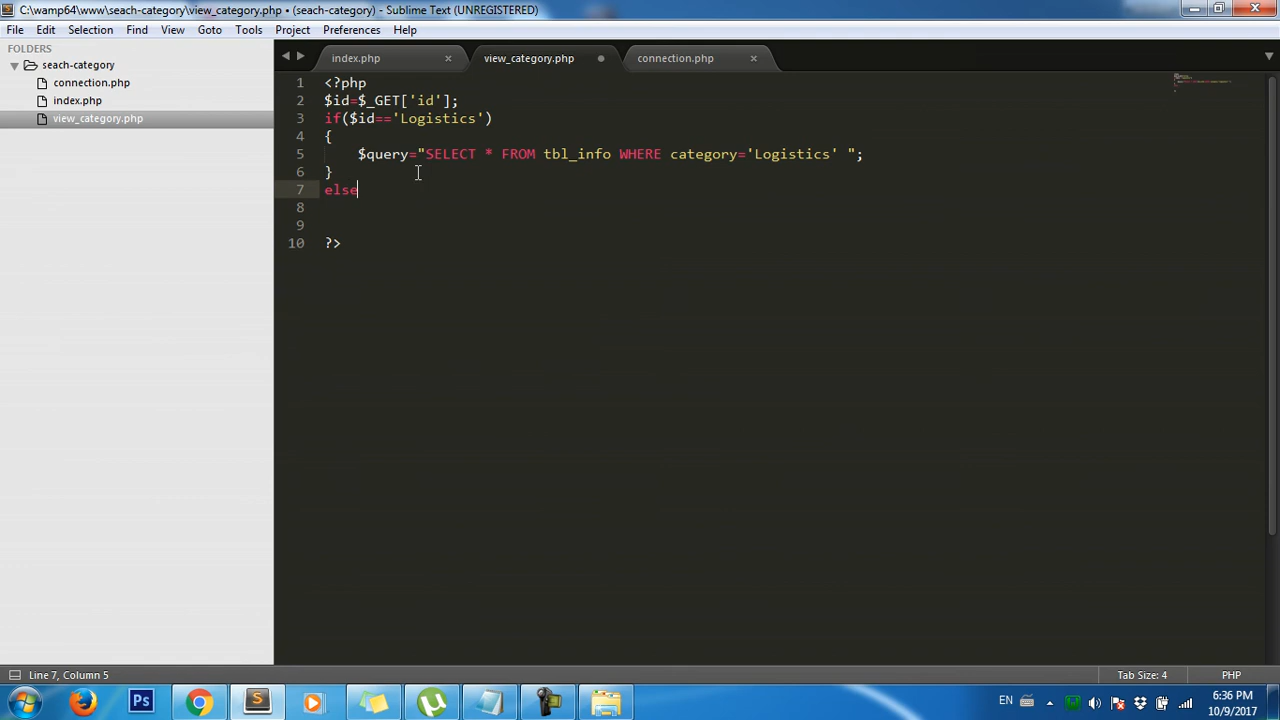 C:\wamp64\www\seach-category\view_category.php • (seach-category) - Sublime Text (UNREGISTERED)
File Edit Selection Find View Goto Tools Project Preferences Help
FOLDERS
seach-category
connection.php
index.php
view_category.php
index.php × view_category.php • connection.php ×
1 <?php
2 $id=$_GET['id'];
3 if($id=='Logistics')
4 {
5 $query="SELECT * FROM tbl_info WHERE category='Logistics' ";
6 }
7 else
8
9
10 ?>
Line 7, Column 5 Tab Size: 4 PHP
Ps EN 6:36 PM
10/9/2017